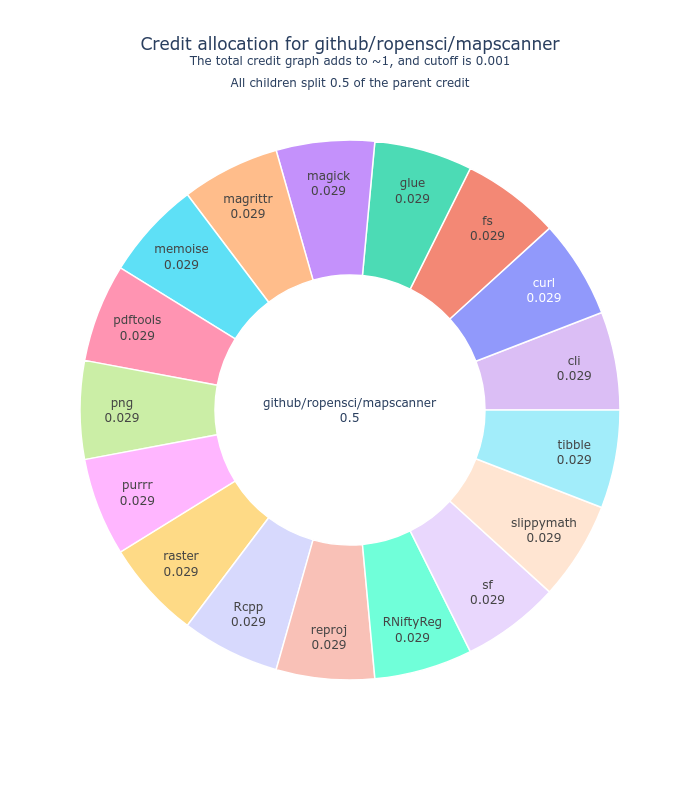 Credit allocation for github/ropensci/mapscanner
The total credit graph adds to ~1, and cutoff is 0.001
All children split 0.5 of the parent credit
github/ropensci/mapscanner
0.5
cli
0.029
curl
0.029
fs
0.029
glue
0.029
magick
0.029
magrittr
0.029
memoise
0.029
pdftools
0.029
png
0.029
purrr
0.029
raster
0.029
Rcpp
0.029
reproj
0.029
RNiftyReg
0.029
sf
0.029
slippymath
0.029
tibble
0.029